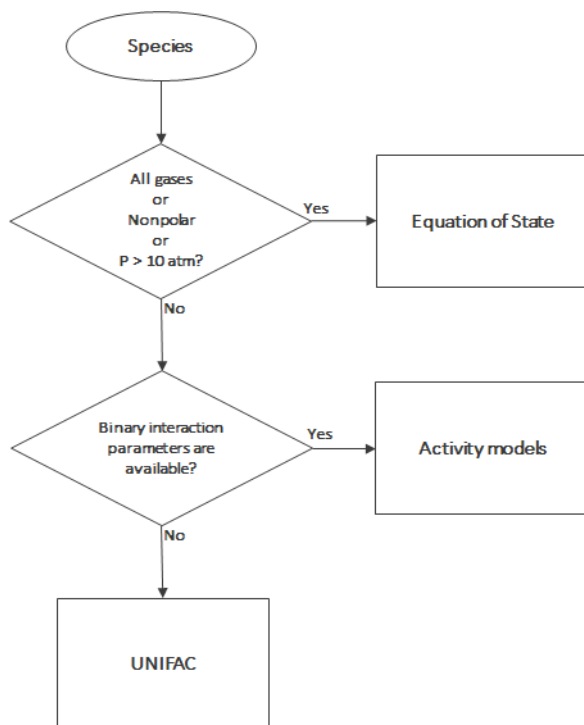 Species
All gases
or
Nonpolar
or
P > 10 atm?
Yes
Equation of State
No
Binary interaction
parameters are
available?
Yes
Activity models
No
UNIFAC